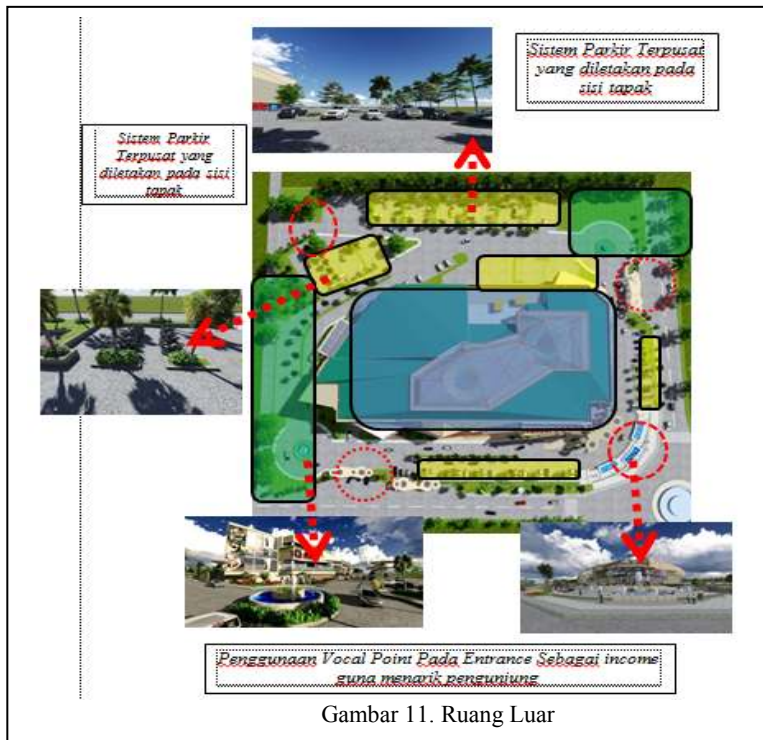 Sistem Parkir Terpusat
yang diletakan pada
sisi tapak
Sistem Parkir
Terpusat yang
diletakan pada sisi
tapak
Penggunaan Vocal Point Pada Entrance Sebagai income
guna menarik pengunjung
Gambar 11. Ruang Luar